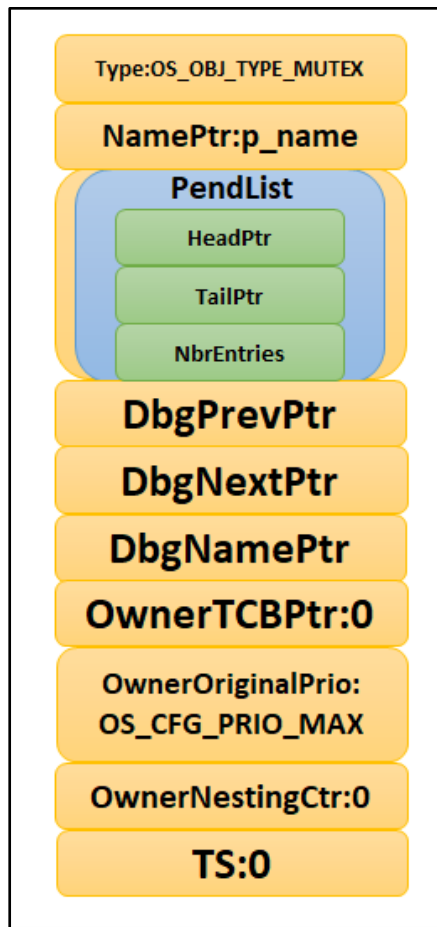 Type:OS_OBJ_TYPE_MUTEX
NamePtr:p_name
PendList
HeadPtr
TailPtr
NbrEntries
DbgPrevPtr
DbgNextPtr
DbgNamePtr
OwnerTCBPtr:0
OwnerOriginalPrio:
OS_CFG_PRIO_MAX
OwnerNestingCtr:0
TS:0